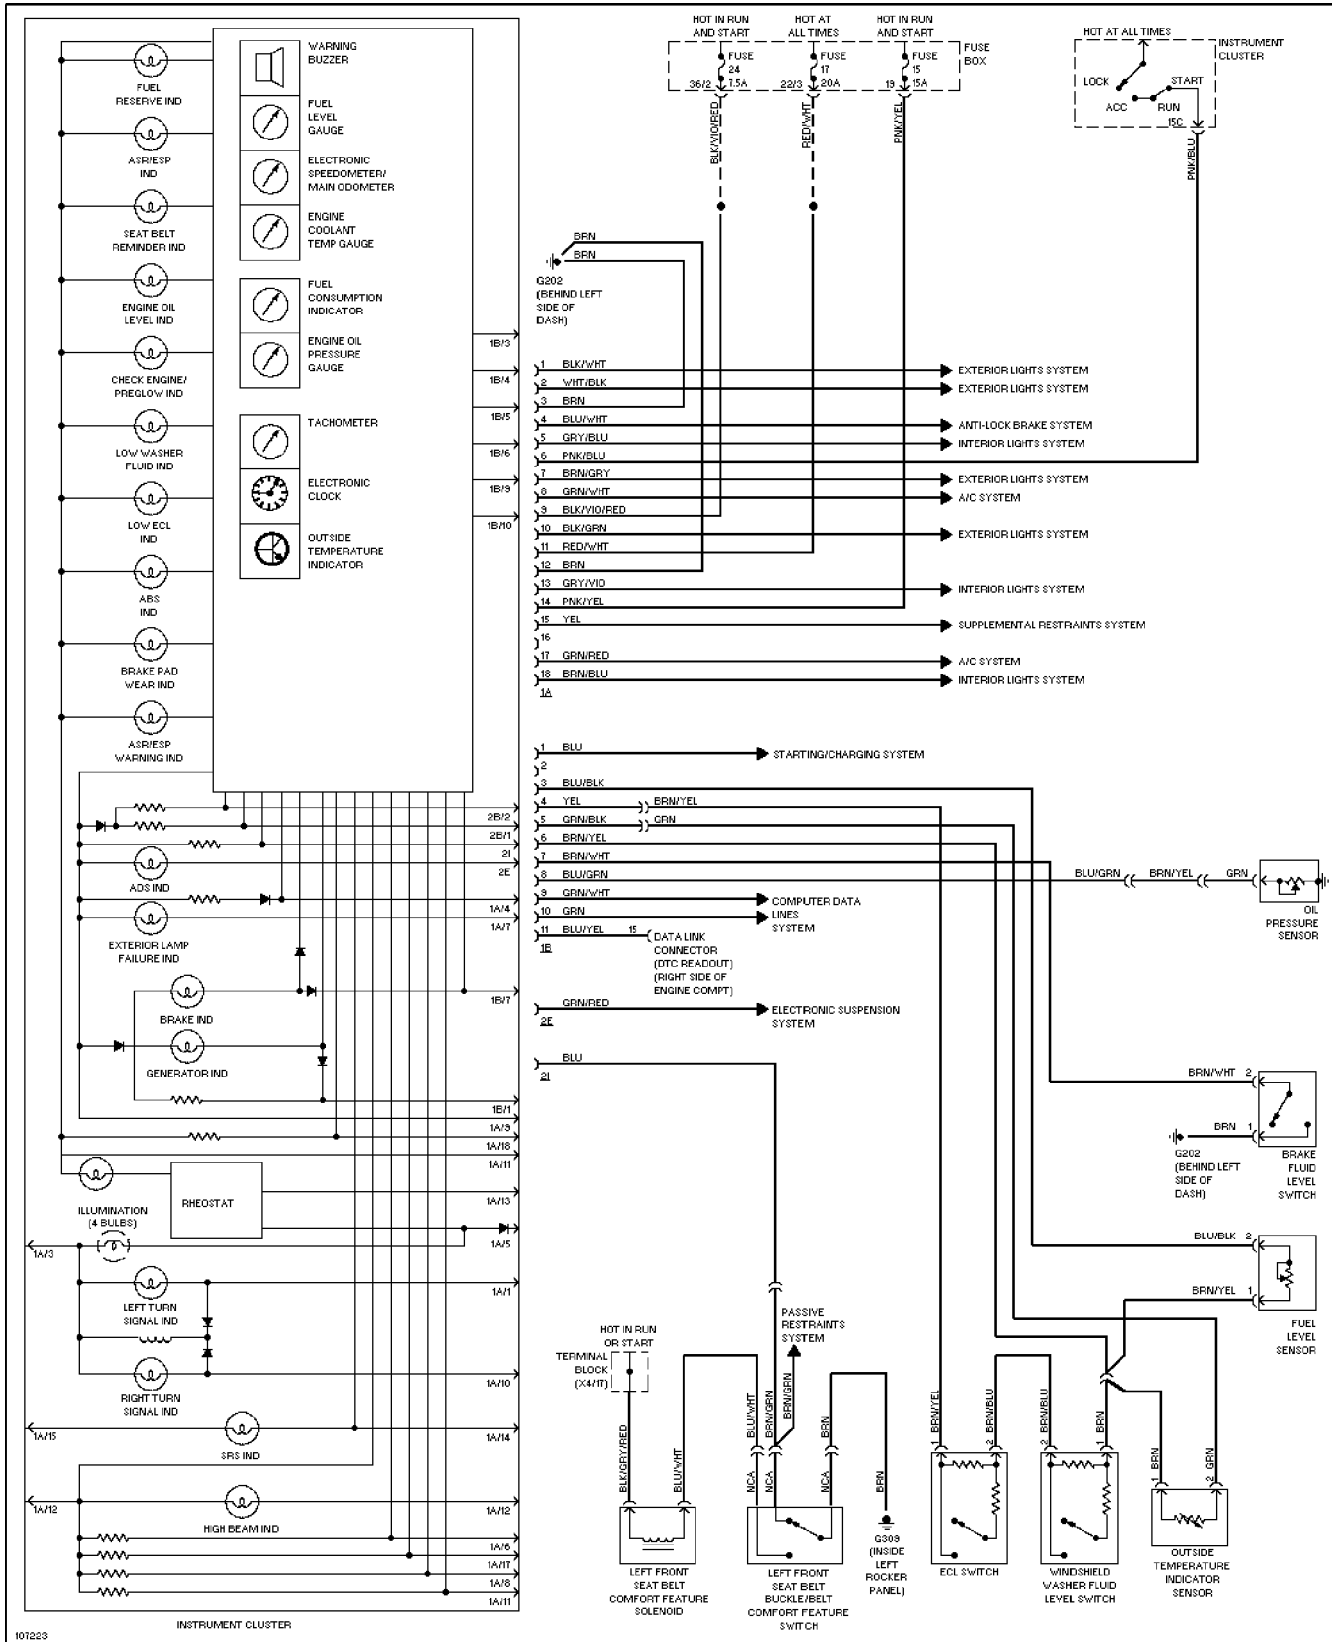 HOT IN RUN
AND START
HOT AT
ALL TIMES
HOT IN RUN
AND START
FUSE
24
7.5A
36/2
FUSE
17
20A
22/3
FUSE
15
15A
19
FUSE
BOX
HOT AT ALL TIMES
INSTRUMENT
CLUSTER
LOCK
ACC
RUN
START
15C
BLK/VIO/RED
RED/WHT
PNK/YEL
PNK/BLU
FUEL
RESERVE IND
ASR/ESP
IND
SEAT BELT
REMINDER IND
ENGINE OIL
LEVEL IND
CHECK ENGINE/
PREGLOW IND
LOW WASHER
FLUID IND
LOW ECL
IND
ABS
IND
BRAKE PAD
WEAR IND
ASR/ESP
WARNING IND
WARNING
BUZZER
FUEL
LEVEL
GAUGE
ELECTRONIC
SPEEDOMETER/
MAIN ODOMETER
ENGINE
COOLANT
TEMP GAUGE
FUEL
CONSUMPTION
INDICATOR
ENGINE OIL
PRESSURE
GAUGE
TACHOMETER
ELECTRONIC
CLOCK
OUTSIDE
TEMPERATURE
INDICATOR
1B/3
1B/4
1B/5
1B/6
1B/9
1B/10
BRN
BRN
G202
(BEHIND LEFT
SIDE OF
DASH)
1 BLK/WHT EXTERIOR LIGHTS SYSTEM
2 WHT/BLK EXTERIOR LIGHTS SYSTEM
3 BRN
4 BLU/WHT ANTI-LOCK BRAKE SYSTEM
5 GRY/BLU INTERIOR LIGHTS SYSTEM
6 PNK/BLU
7 BRN/GRY EXTERIOR LIGHTS SYSTEM
8 GRN/WHT A/C SYSTEM
9 BLK/VIO/RED
10 BLK/GRN EXTERIOR LIGHTS SYSTEM
11 RED/WHT
12 BRN
13 GRY/VIO INTERIOR LIGHTS SYSTEM
14 PNK/YEL
15 YEL SUPPLEMENTAL RESTRAINTS SYSTEM
16
17 GRN/RED A/C SYSTEM
18 BRN/BLU INTERIOR LIGHTS SYSTEM
1A
1 BLU STARTING/CHARGING SYSTEM
2
3 BLU/BLK
4 YEL BRN/YEL
5 GRN/BLK GRN
6 BRN/YEL
7 BRN/WHT
8 BLU/GRN BLU/GRN BRN/YEL GRN
9 GRN/WHT COMPUTER DATA
10 GRN LINES
SYSTEM
11 BLU/YEL 15 DATA LINK
CONNECTOR
(DTC READOUT)
(RIGHT SIDE OF
ENGINE COMPT)
1B
OIL
PRESSURE
SENSOR
GRN/RED ELECTRONIC SUSPENSION
SYSTEM
2E
BLU
2I
2B/2
2B/1
2I
2E
ADS IND
1A/4
1A/7
EXTERIOR LAMP
FAILURE IND
1B/7
BRAKE IND
GENERATOR IND
1B/1
1A/9
1A/18
1A/11
RHEOSTAT
1A/13
ILLUMINATION
(4 BULBS)
1A/3
1A/5
LEFT TURN
SIGNAL IND
1A/1
RIGHT TURN
SIGNAL IND
1A/10
1A/15
SRS IND
1A/14
1A/12
HIGH BEAM IND
1A/12
1A/6
1A/17
1A/8
1A/11
INSTRUMENT CLUSTER
107223
BRN/WHT 2
BRN 1
G202
(BEHIND LEFT
SIDE OF
DASH)
BRAKE
FLUID
LEVEL
SWITCH
BLU/BLK 2
BRN/YEL 1
FUEL
LEVEL
SENSOR
HOT IN RUN
OR START
TERMINAL
BLOCK
(X4/17)
PASSIVE
RESTRAINTS
SYSTEM
BLK/GRY/RED
BLU/WHT
BLU/WHT
BRN/GRN
BRN/GRN
BRN
NCA
NCA
NCA
BRN
G309
(INSIDE
LEFT
ROCKER
PANEL)
LEFT FRONT
SEAT BELT
COMFORT FEATURE
SOLENOID
LEFT FRONT
SEAT BELT
BUCKLE/BELT
COMFORT FEATURE
SWITCH
1 BRN/YEL
2 BRN/BLU
ECL SWITCH
2 BRN/BLU
1 BRN
WINDSHIELD
WASHER FLUID
LEVEL SWITCH
1 BRN
2 GRN
OUTSIDE
TEMPERATURE
INDICATOR
SENSOR